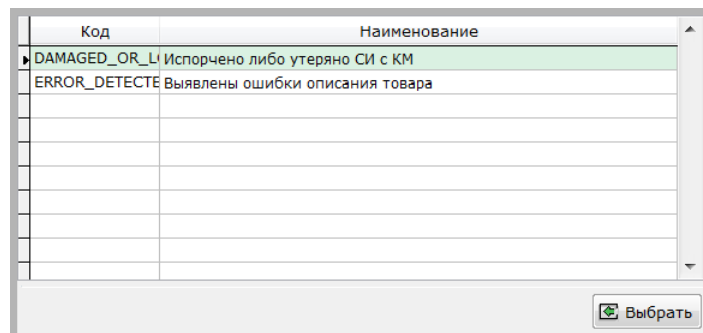 Код Наименование
DAMAGED_OR_L Испорчено либо утеряно СИ с КМ
ERROR_DETECTE Выявлены ошибки описания товара
Выбрать